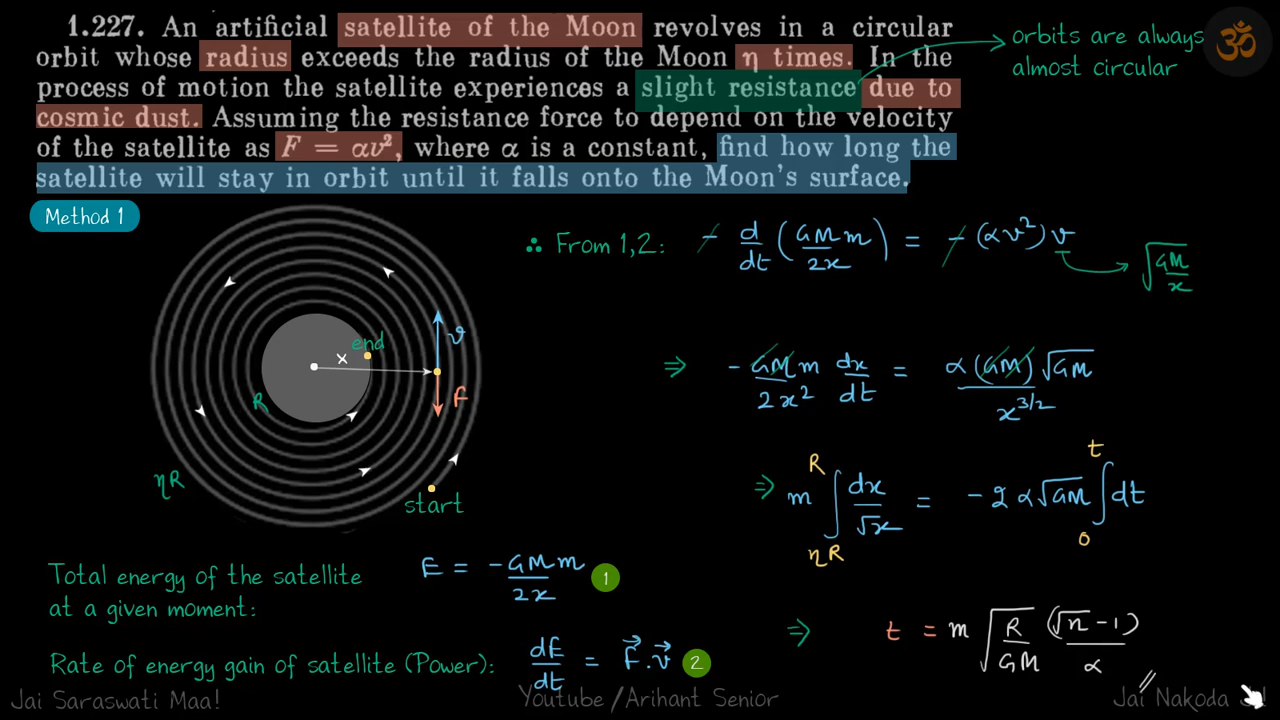 1.227. An artificial satellite of the Moon revolves in a circular
orbit whose radius exceeds the radius of the Moon η times. In the
process of motion the satellite experiences a slight resistance due to
cosmic dust. Assuming the resistance force to depend on the velocity
of the satellite as F = αv², where α is a constant, find how long the
satellite will stay in orbit until it falls onto the Moon's surface.
orbits are always
almost circular
ॐ
Method 1
x
end
v
F
R
ηR
start
Total energy of the satellite
at a given moment:
E = -GMm/2x 1
Rate of energy gain of satellite (Power): dE/dt = F⃗.v⃗ 2
∴ From 1,2: - d/dt (GMm/2x) = - (αv²) v
√(GM/x)
⇒ - GMm/2x² dx/dt = α(GM)√GM / x^3/2
⇒ m ∫_{ηR}^{R} dx/√x = - 2α√GM ∫_{0}^{t} dt
⇒ t = m √(R/GM) (√n - 1)/α //
Jai Saraswati Maa!
Youtube /Arihant Senior